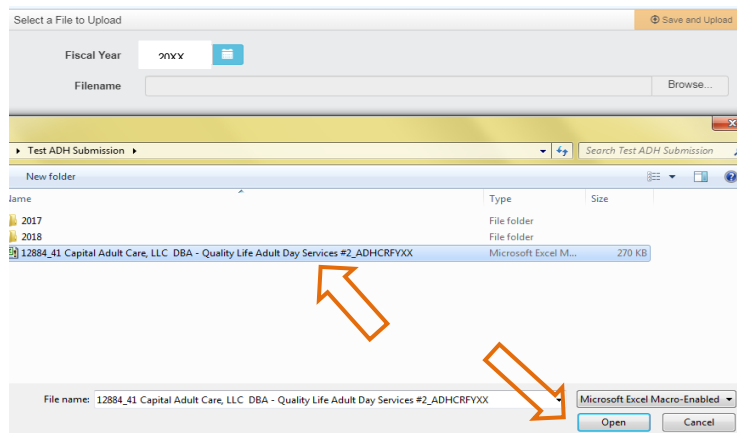 Select a File to Upload
Save and Upload
Fiscal Year 20XX
Filename Browse...
Test ADH Submission Search Test ADH Submission
New folder
Name Type Size
2017 File folder
2018 File folder
12884_41 Capital Adult Care, LLC DBA - Quality Life Adult Day Services #2_ADHCRFYXX Microsoft Excel M... 270 KB
File name: 12884_41 Capital Adult Care, LLC DBA - Quality Life Adult Day Services #2_ADHCRFYXX Microsoft Excel Macro-Enabled
Open Cancel